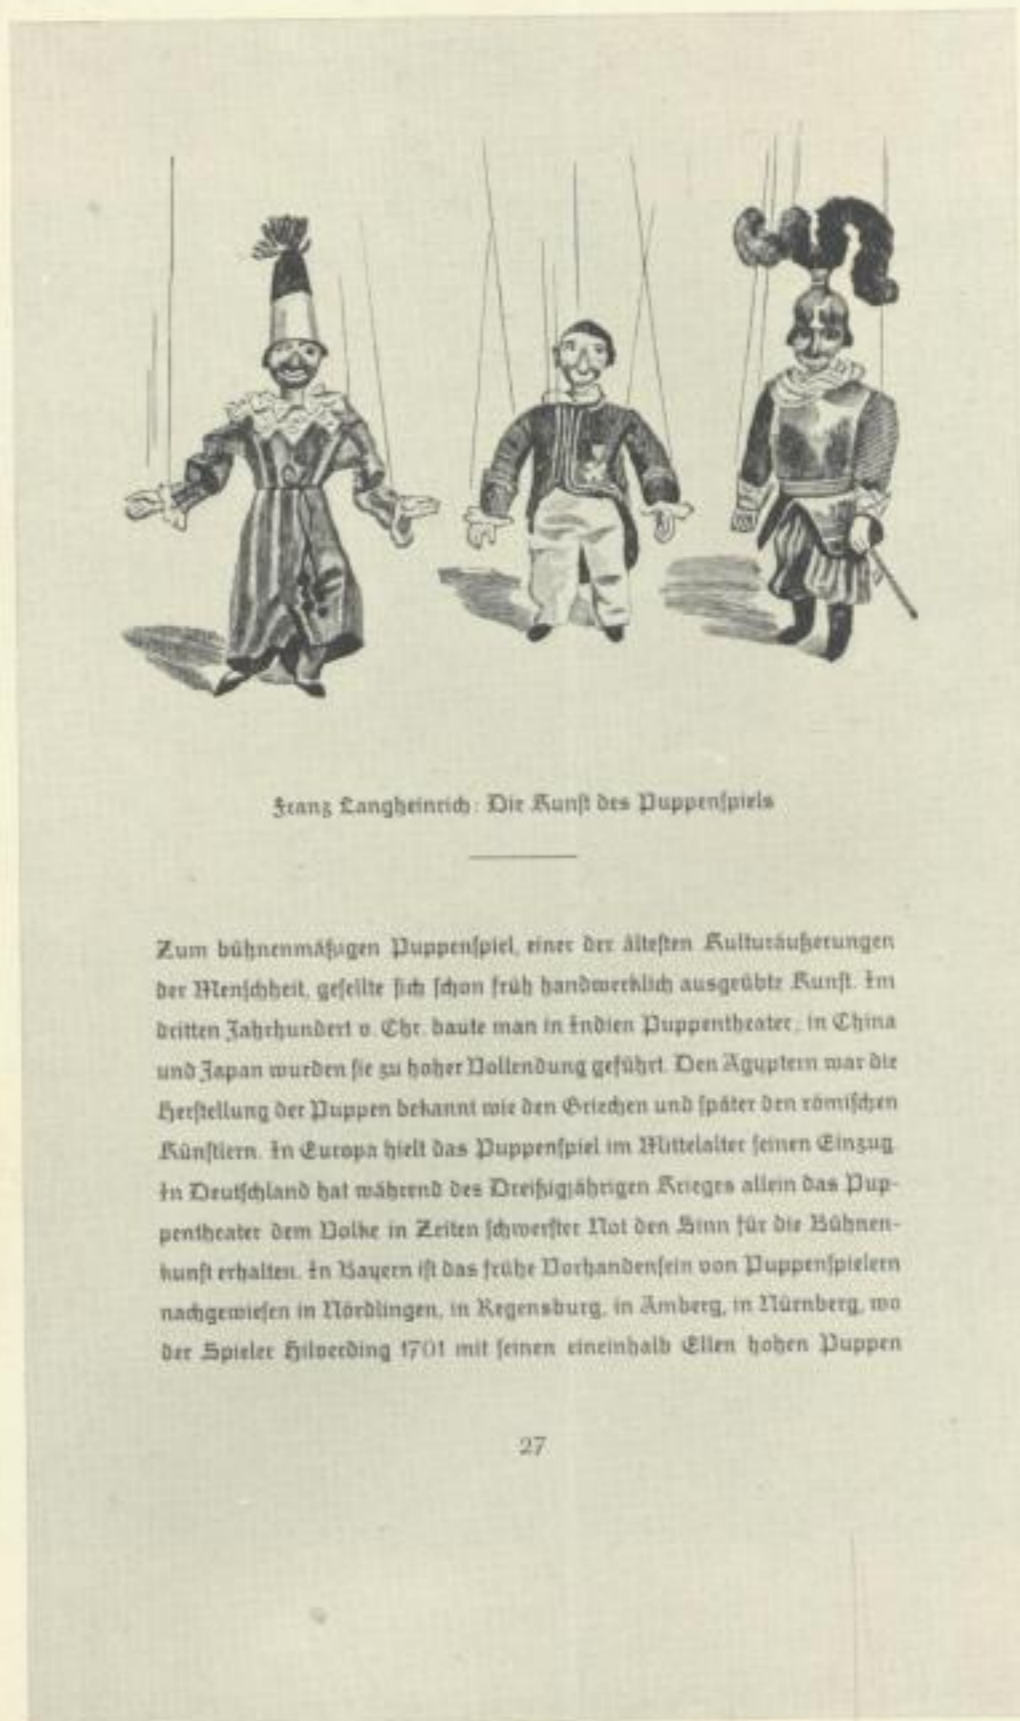 Franz Langheinrich: Die Kunst des Puppenspiels
Zum bühnenmäßigen Puppenspiel, einer der ältesten Kulturäußerungen
der Menschheit, gesellte sich schon früh handwerklich ausgeübte Kunst. Im
dritten Jahrhundert v. Chr. baute man in Indien Puppentheater, in China
und Japan wurden sie zu hoher Vollendung geführt. Den Ägyptern war die
Herstellung der Puppen bekannt wie den Griechen und später den römischen
Künstlern. In Europa hielt das Puppenspiel im Mittelalter seinen Einzug.
In Deutschland hat während des Dreißigjährigen Krieges allein das Pup-
pentheater dem Volke in Zeiten schwerster Not den Sinn für die Bühnen-
kunst erhalten. In Bayern ist das frühe Vorhandensein von Puppenspielern
nachgewiesen in Nördlingen, in Regensburg, in Amberg, in Nürnberg, wo
der Spieler Hilverding 1701 mit seinen eineinhalb Ellen hohen Puppen
27